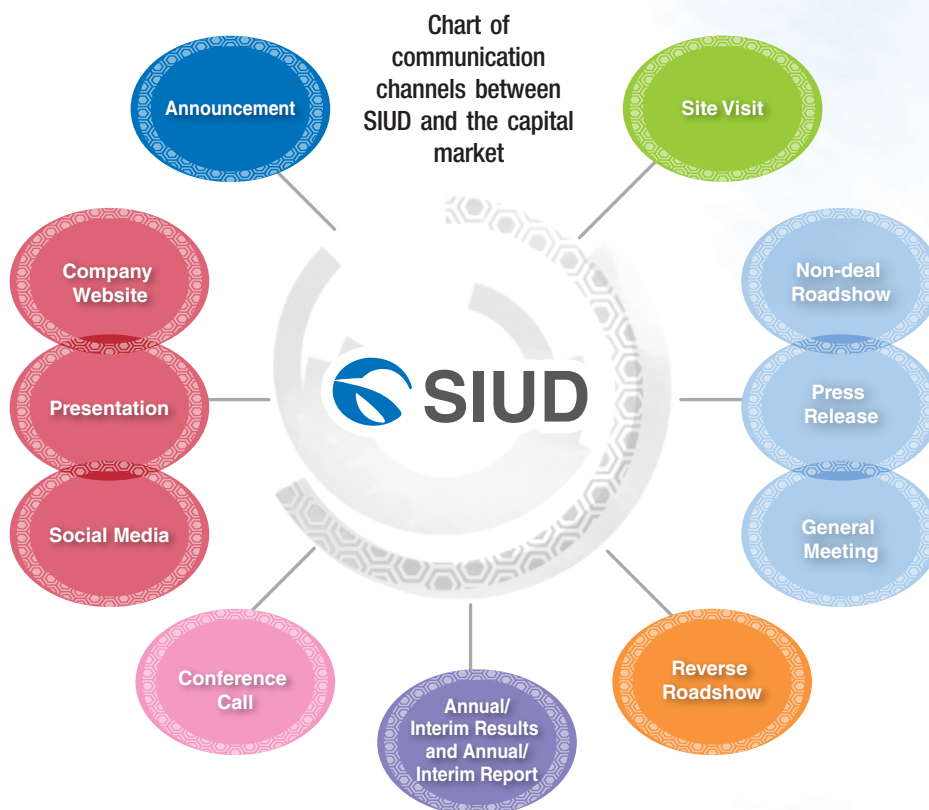 Chart of
communication
channels between
SIUD and the capital
market
Announcement
Site Visit
Company
Website
Presentation
Social Media
SIUD
Non-deal
Roadshow
Press
Release
General
Meeting
Conference
Call
Annual/
Interim Results
and Annual/
Interim Report
Reverse
Roadshow